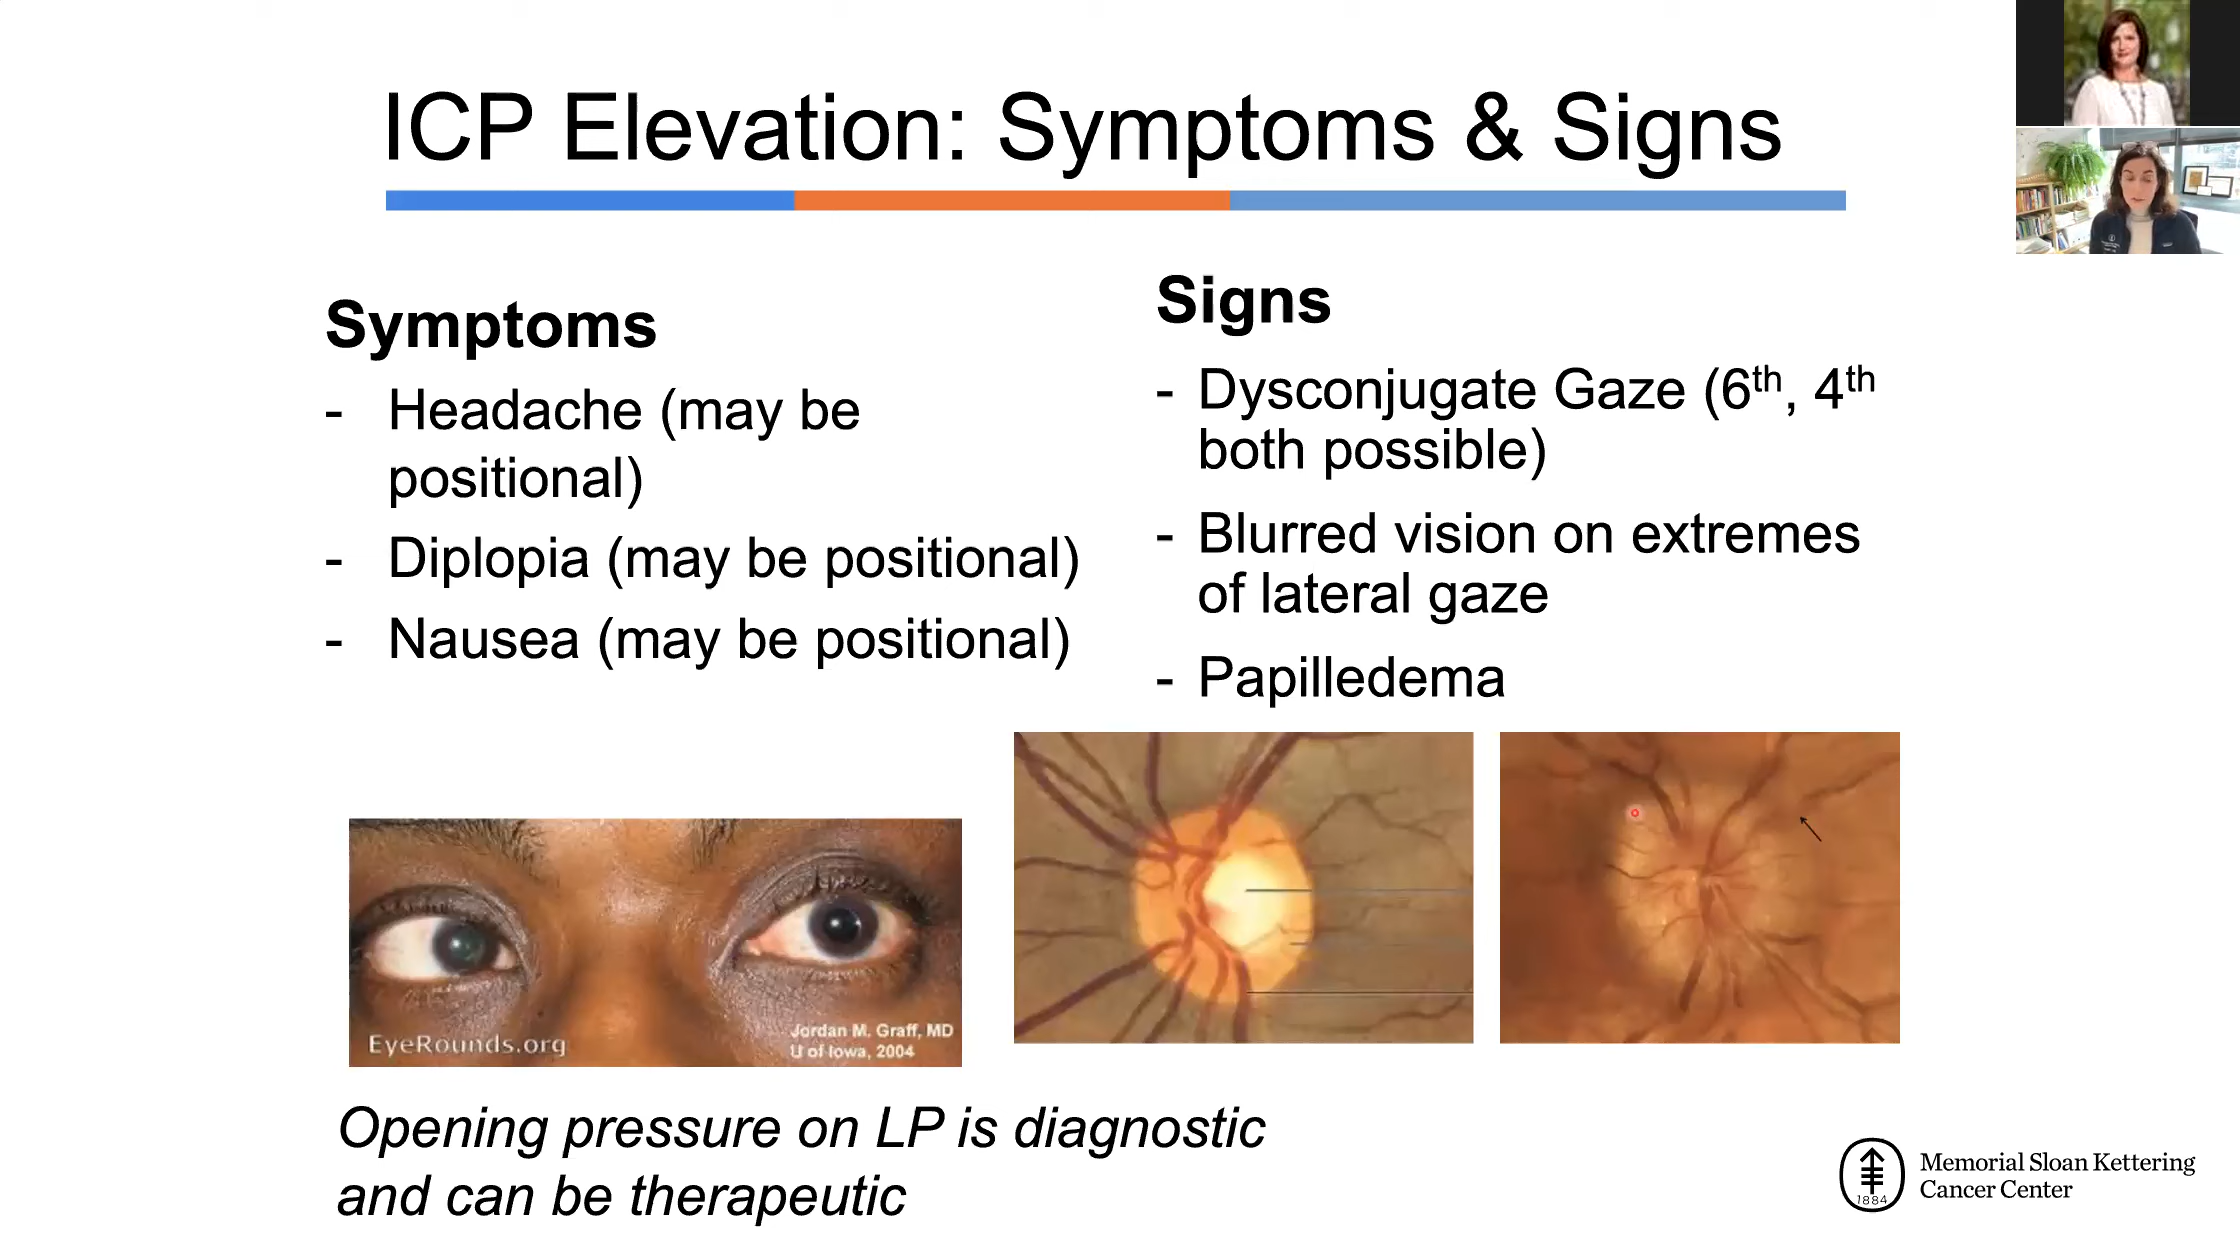 ICP Elevation: Symptoms & Signs
Symptoms
- Headache (may be
positional)
- Diplopia (may be positional)
- Nausea (may be positional)
Signs
- Dysconjugate Gaze (6th, 4th
both possible)
- Blurred vision on extremes
of lateral gaze
- Papilledema
EyeRounds.org
Jordan M. Graff, MD
U of Iowa, 2004
Opening pressure on LP is diagnostic
and can be therapeutic
1884
Memorial Sloan Kettering
Cancer Center